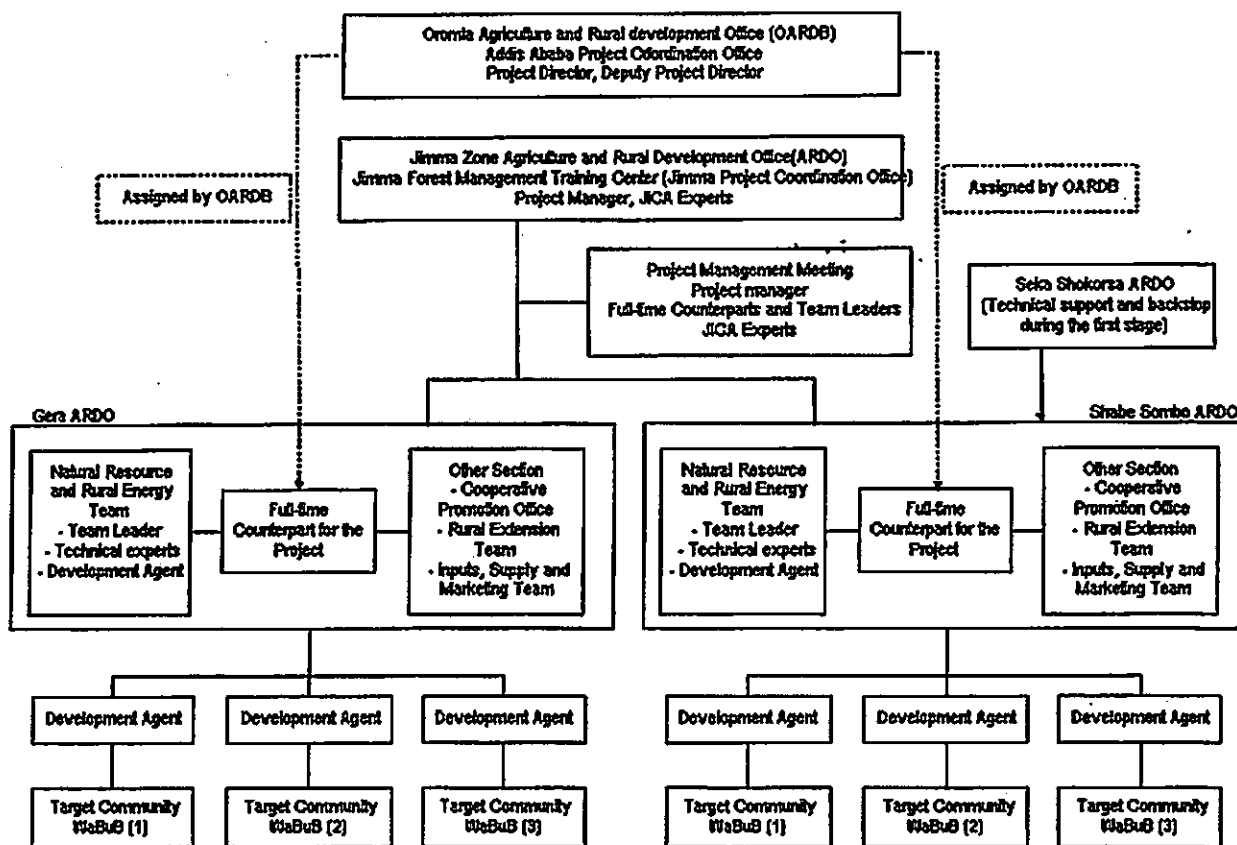 Oromia Agriculture and Rural development Office (OARDB)
Addis Ababa Project Coordination Office
Project Director, Deputy Project Director
Jimma Zone Agriculture and Rural Development Office(ARDO)
Jimma Forest Management Training Center (Jimma Project Coordination Office)
Project Manager, JICA Experts
Assigned by OARDB
Assigned by OARDB
Project Management Meeting
Project manager
Full-time Counterparts and Team Leaders
JICA Experts
Seka Shokorsa ARDO
(Technical support and backstop
during the first stage)
Gera ARDO
Natural Resource
and Rural Energy
Team
- Team Leader
- Technical experts
- Development Agent
Full-time
Counterpart for the
Project
Other Section
- Cooperative
Promotion Office
- Rural Extension
Team
- Inputs, Supply and
Marketing Team
Shabe Sombo ARDO
Natural Resource
and Rural Energy
Team
- Team Leader
- Technical experts
- Development Agent
Full-time
Counterpart for the
Project
Other Section
- Cooperative
Promotion Office
- Rural Extension
Team
- Inputs, Supply and
Marketing Team
Development Agent
Development Agent
Development Agent
Development Agent
Development Agent
Development Agent
Target Community
WaBuB (1)
Target Community
WaBuB (2)
Target Community
WaBuB (3)
Target Community
WaBuB (1)
Target Community
WaBuB (2)
Target Community
WaBuB (3)